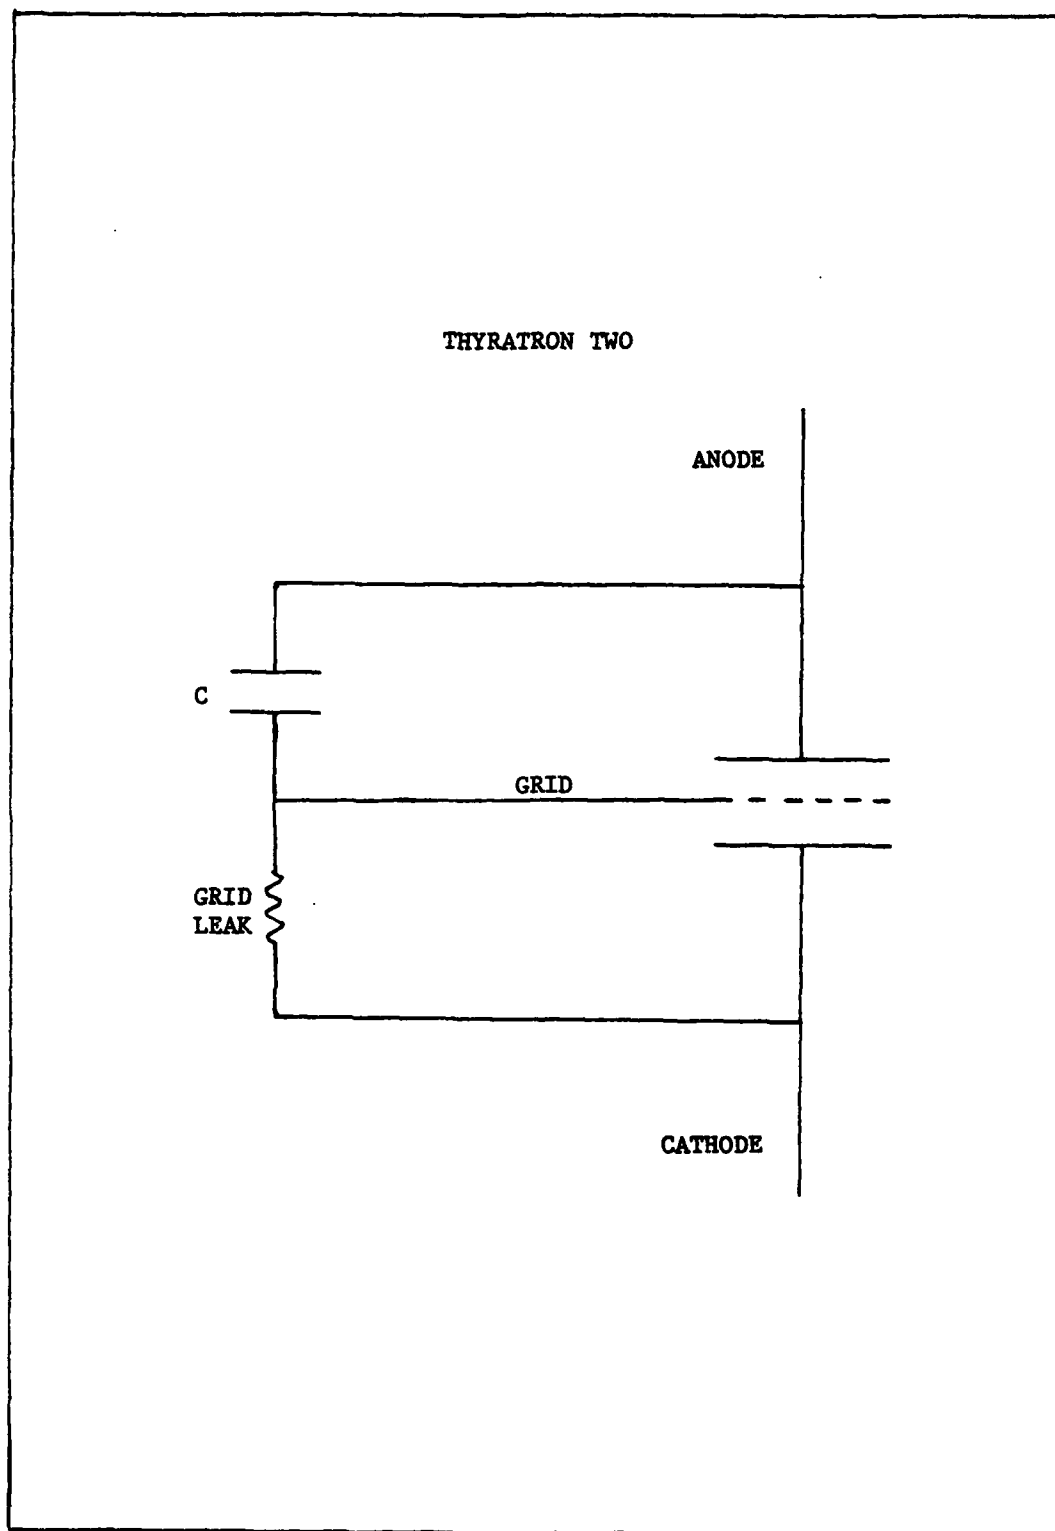 THYRATRON TWO
ANODE
C
GRID
GRID
LEAK
CATHODE